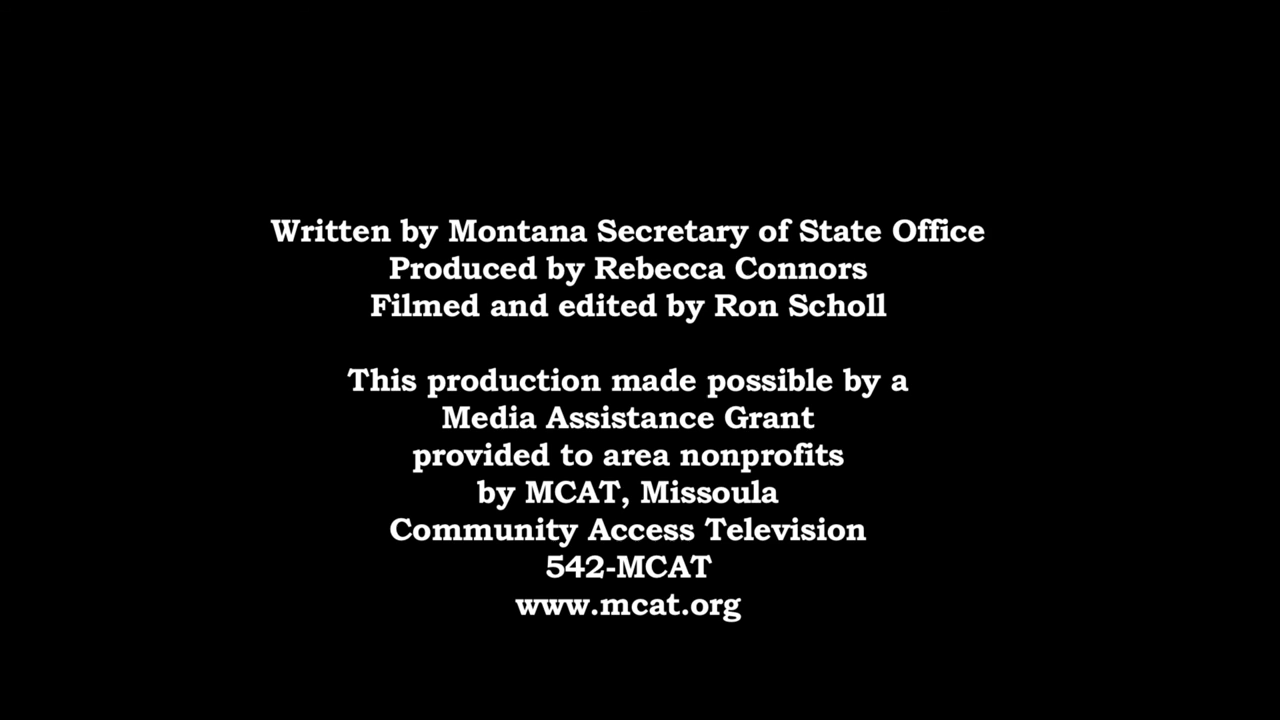 Written by Montana Secretary of State Office
Produced by Rebecca Connors
Filmed and edited by Ron Scholl
This production made possible by a
Media Assistance Grant
provided to area nonprofits
by MCAT, Missoula
Community Access Television
542-MCAT
www.mcat.org